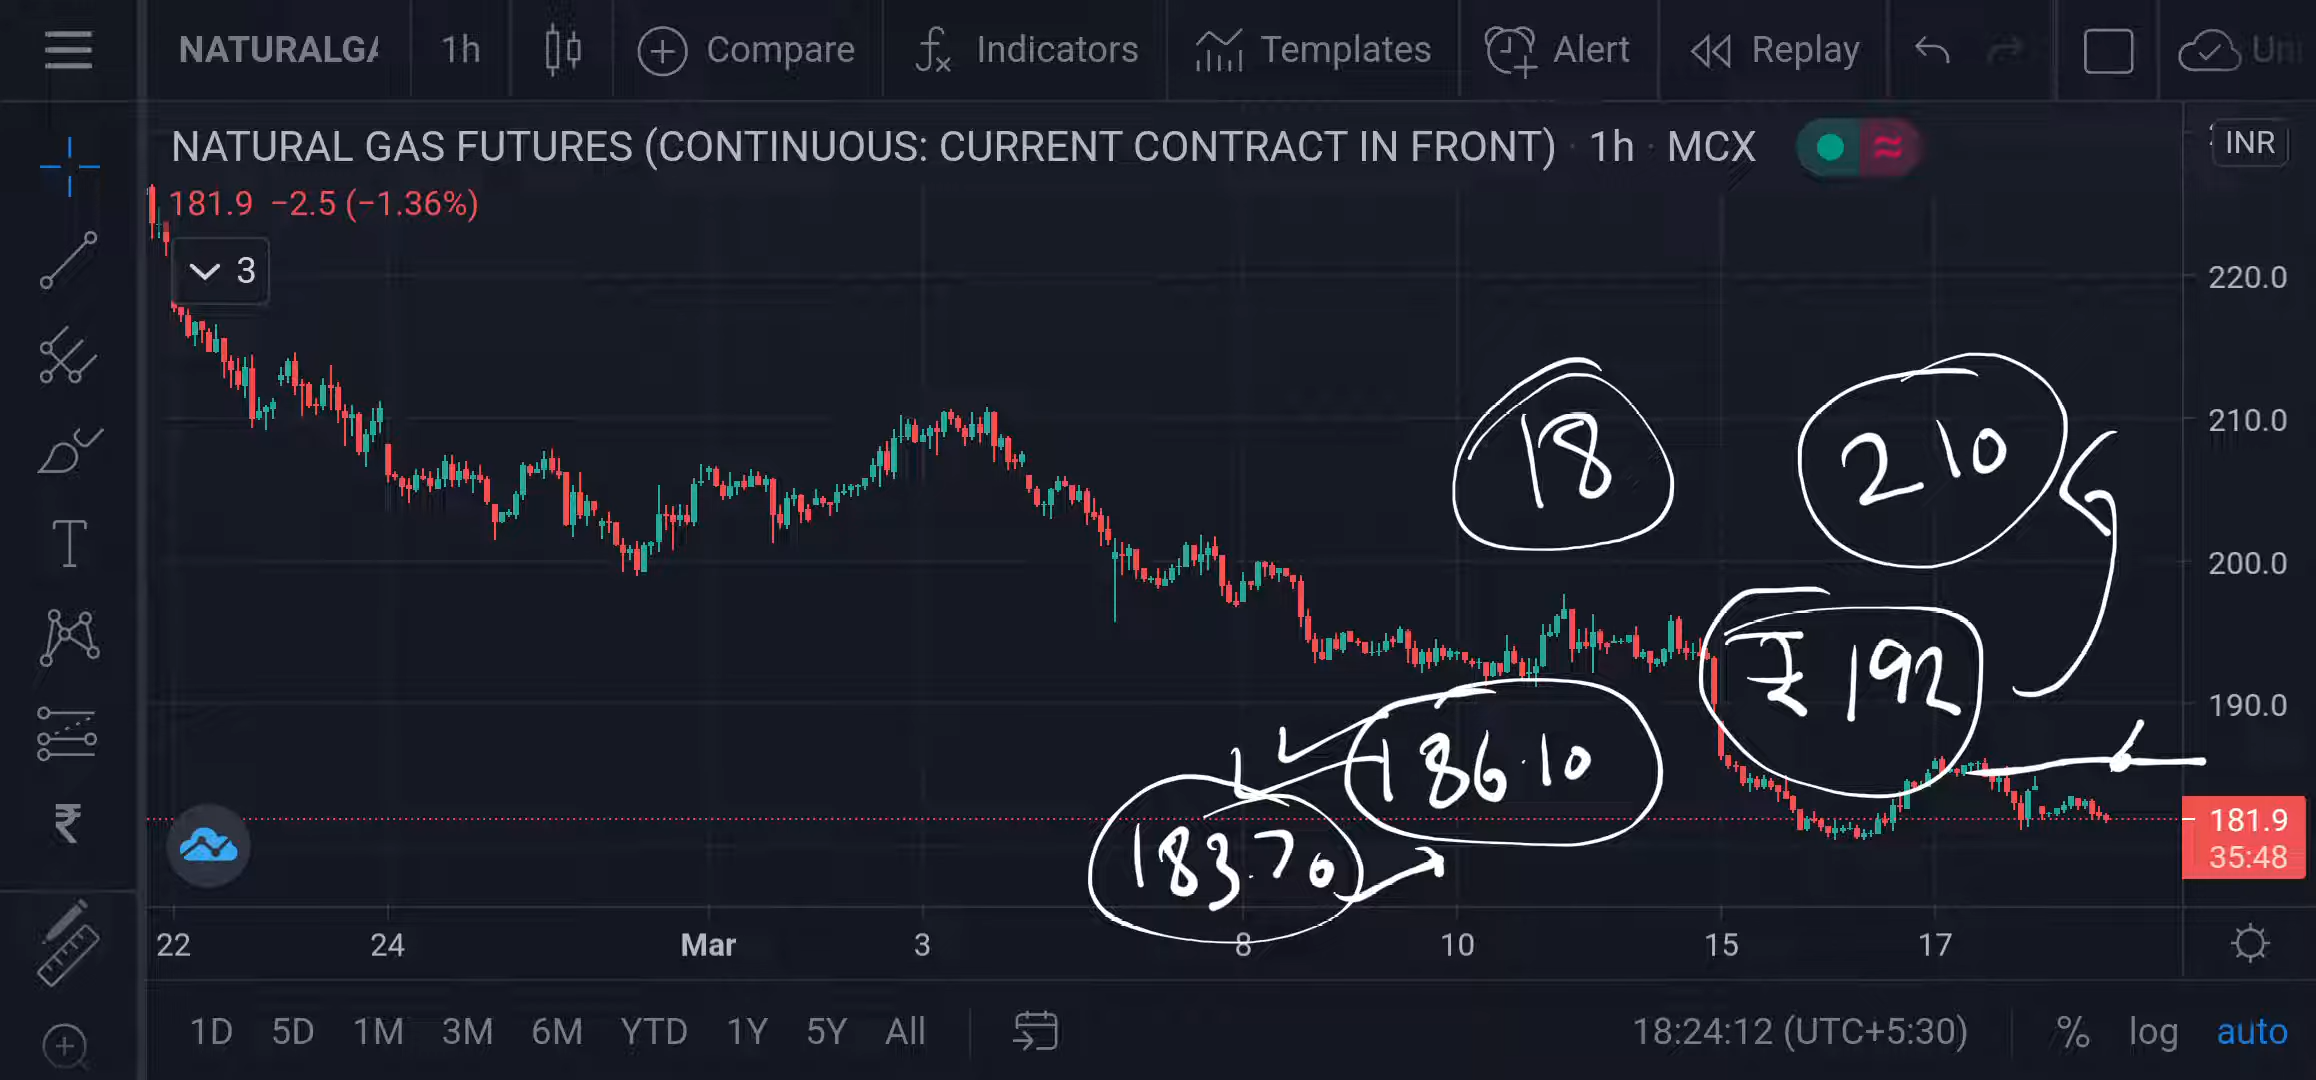 NATURALGA 1h Compare Indicators Templates Alert Replay Un
NATURAL GAS FUTURES (CONTINUOUS: CURRENT CONTRACT IN FRONT) · 1h · MCX INR
181.9 −2.5 (−1.36%)
3
220.0
210.0
200.0
190.0
181.9
35:48
18
210
₹ 192
186.10
183.70
22 24 Mar 3 8 10 15 17
1D 5D 1M 3M 6M YTD 1Y 5Y All 18:24:12 (UTC+5:30) % log auto